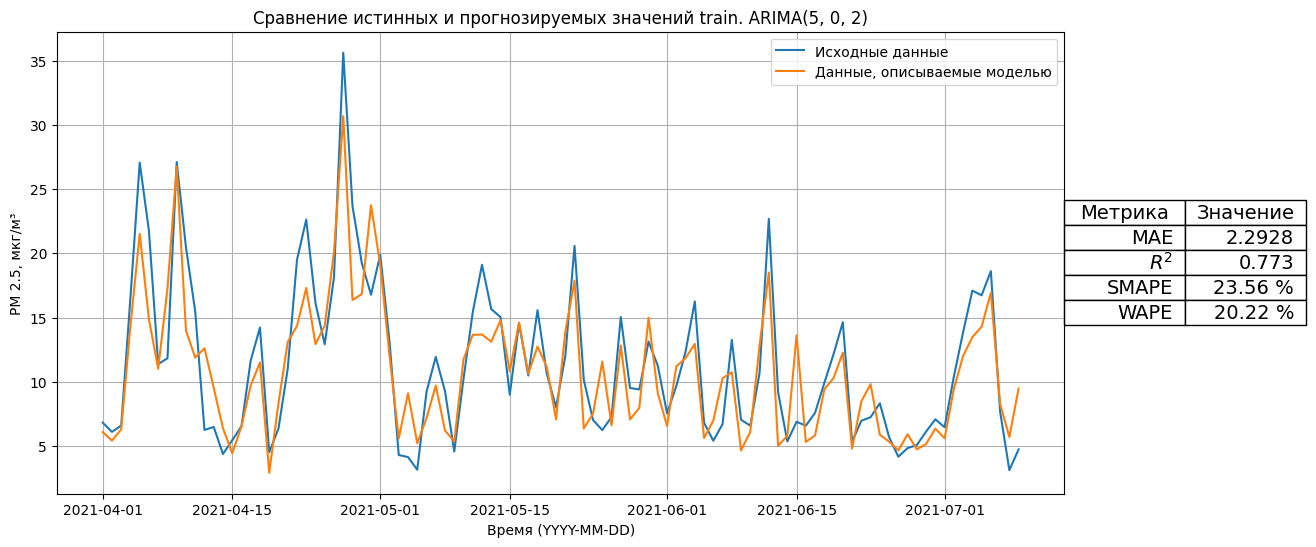 Сравнение истинных и прогнозируемых значений train. ARIMA(5, 0, 2)
Исходные данные
Данные, описываемые моделью
PM 2.5, мкг/м³
35
30
25
20
15
10
5
2021-04-01 2021-04-15 2021-05-01 2021-05-15 2021-06-01 2021-06-15 2021-07-01
Время (YYYY-MM-DD)
Метрика Значение
MAE 2.2928
R² 0.773
SMAPE 23.56 %
WAPE 20.22 %